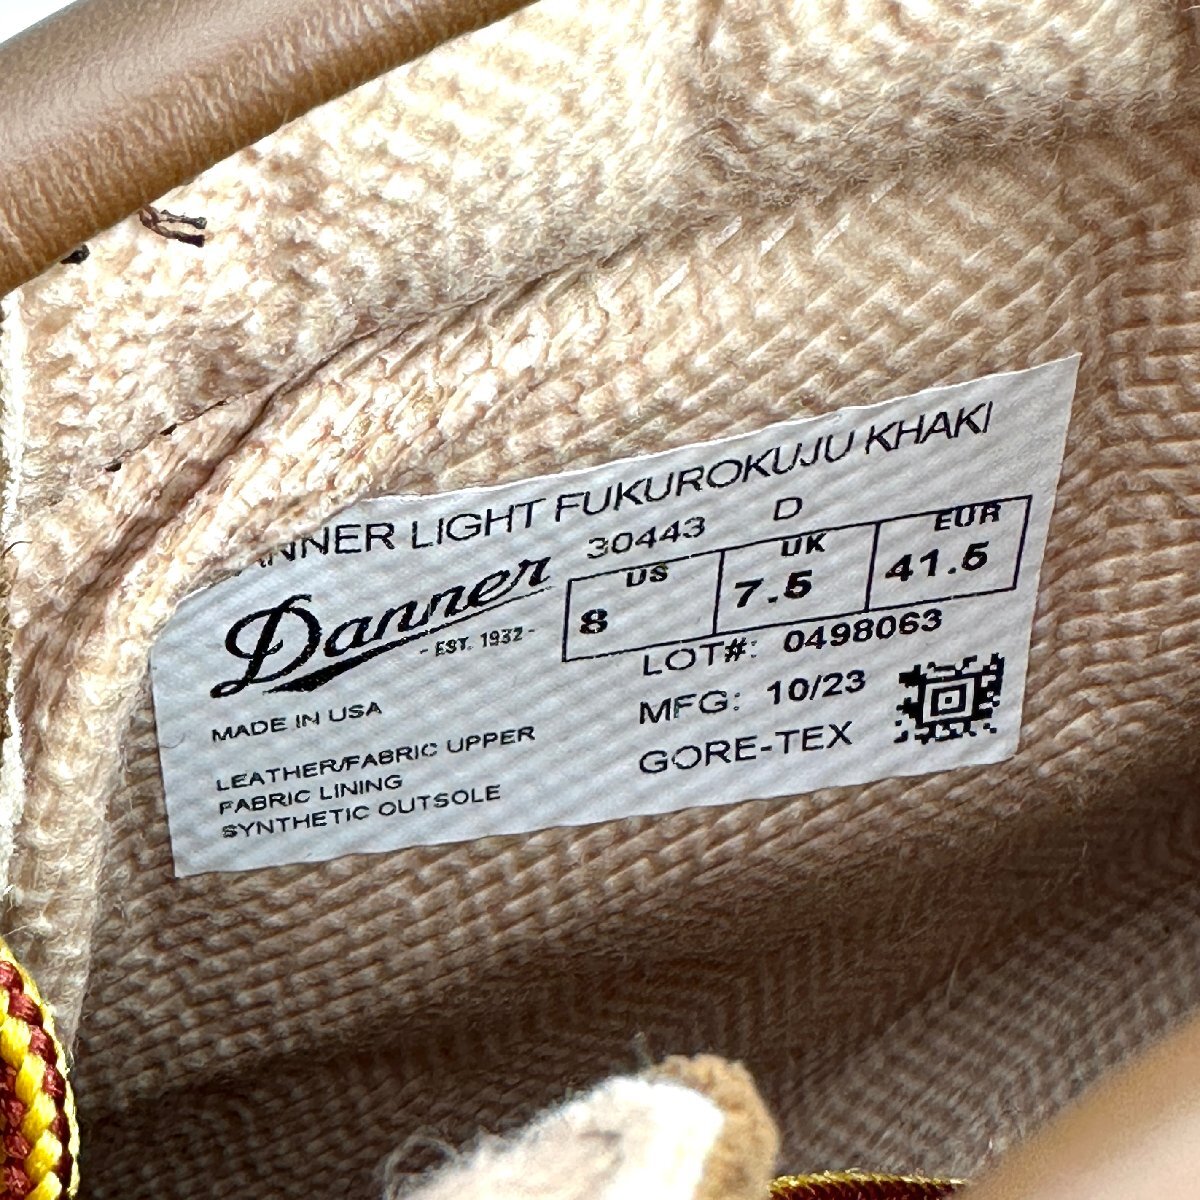 ANNER LIGHT FUKUROKUJU KHAKI
30443 D
Danner
- EST. 1932 -
US UK EUR
8 7.5 41.5
LOT#: 0498063
MFG: 10/23
GORE-TEX
MADE IN USA
LEATHER/FABRIC UPPER
FABRIC LINING
SYNTHETIC OUTSOLE